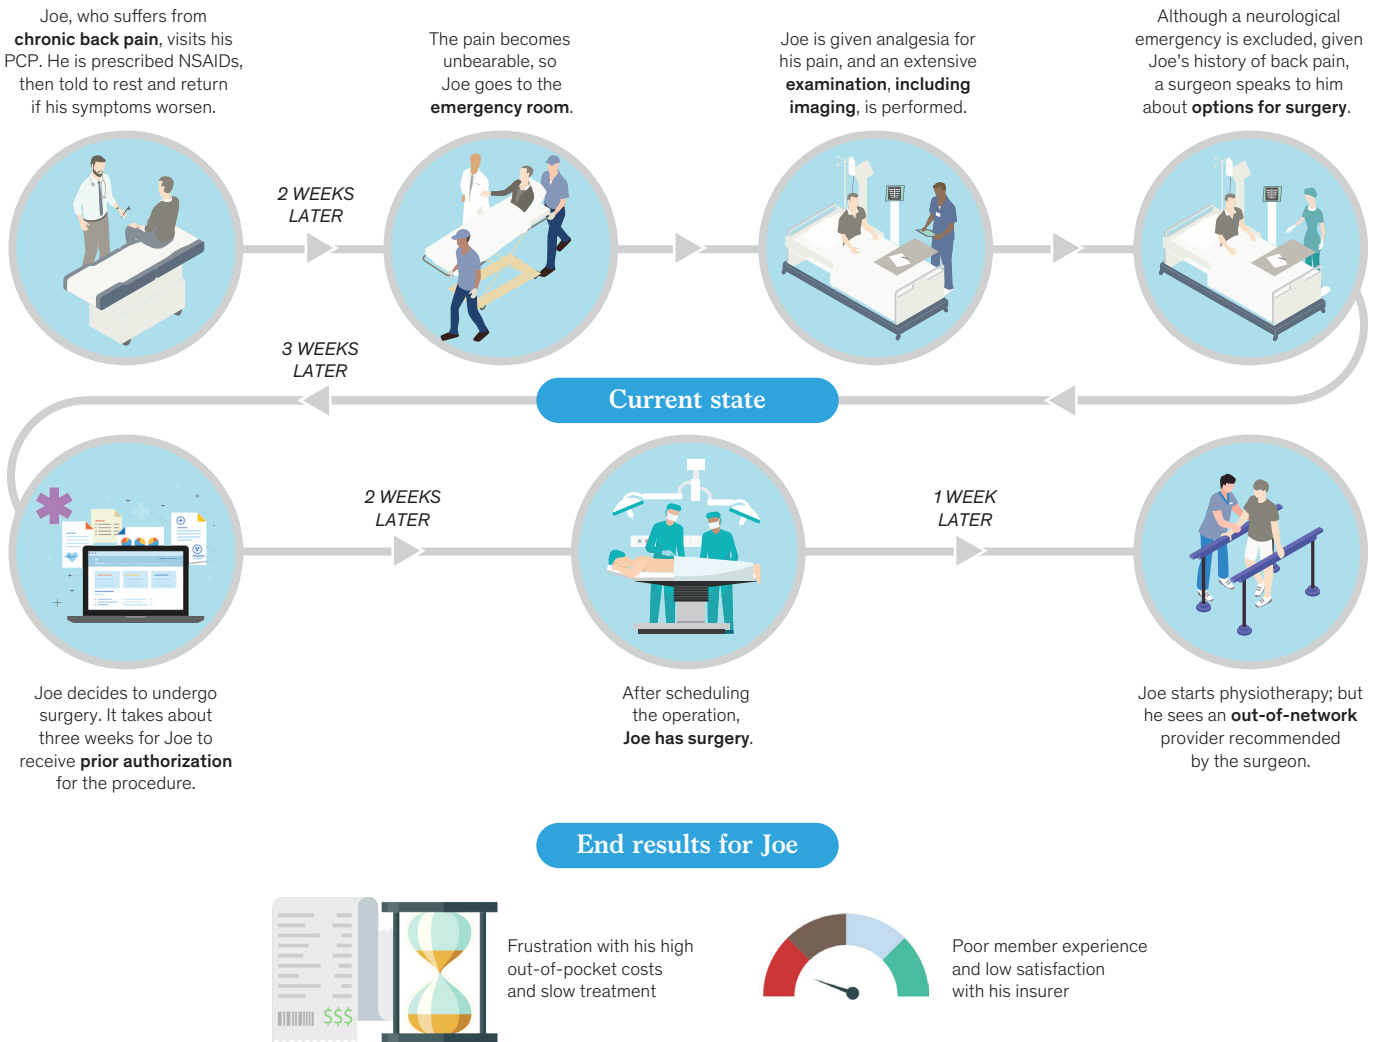 Joe, who suffers from
chronic back pain, visits his
PCP. He is prescribed NSAIDs,
then told to rest and return
if his symptoms worsen.
2 WEEKS
LATER
The pain becomes
unbearable, so
Joe goes to the
emergency room.
Joe is given analgesia for
his pain, and an extensive
examination, including
imaging, is performed.
Although a neurological
emergency is excluded, given
Joe’s history of back pain,
a surgeon speaks to him
about options for surgery.
3 WEEKS
LATER
Current state
Joe decides to undergo
surgery. It takes about
three weeks for Joe to
receive prior authorization
for the procedure.
2 WEEKS
LATER
After scheduling
the operation,
Joe has surgery.
1 WEEK
LATER
Joe starts physiotherapy; but
he sees an out-of-network
provider recommended
by the surgeon.
End results for Joe
$$$
Frustration with his high
out-of-pocket costs
and slow treatment
Poor member experience
and low satisfaction
with his insurer